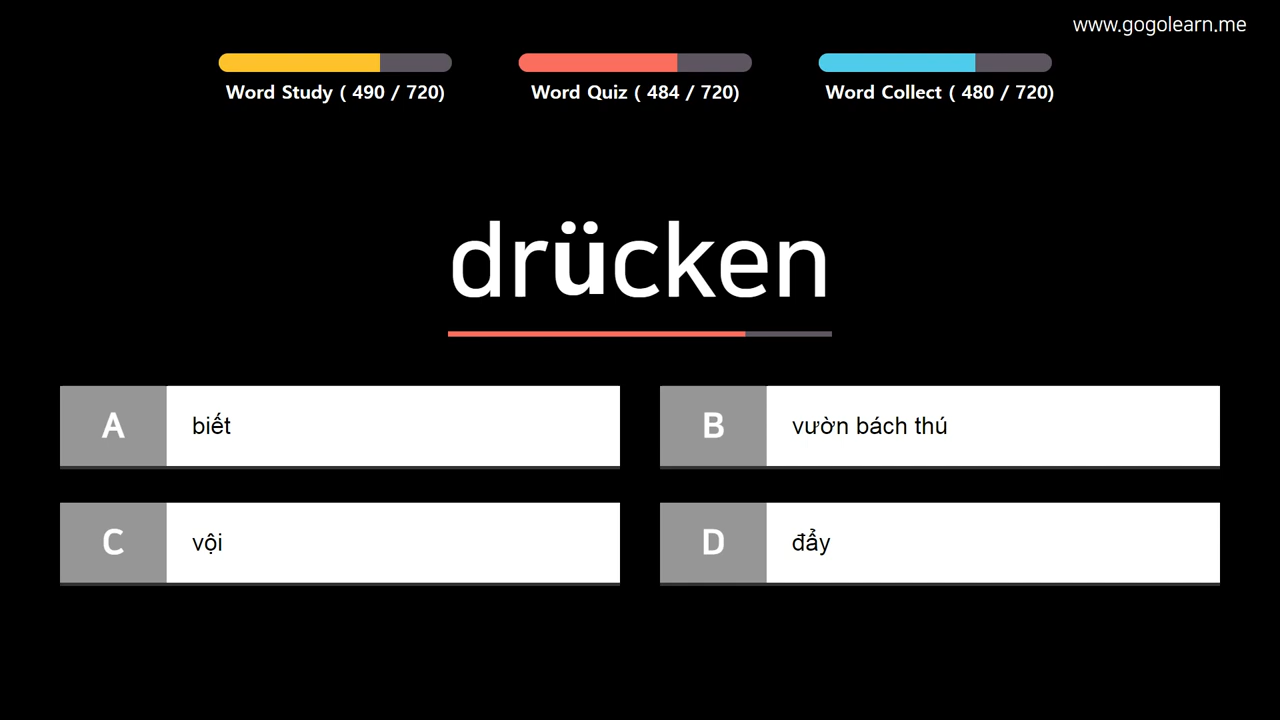 www.gogolearn.me
Word Study ( 490 / 720)
Word Quiz ( 484 / 720)
Word Collect ( 480 / 720)
drücken
A biết
B vườn bách thú
C vội
D đẩy